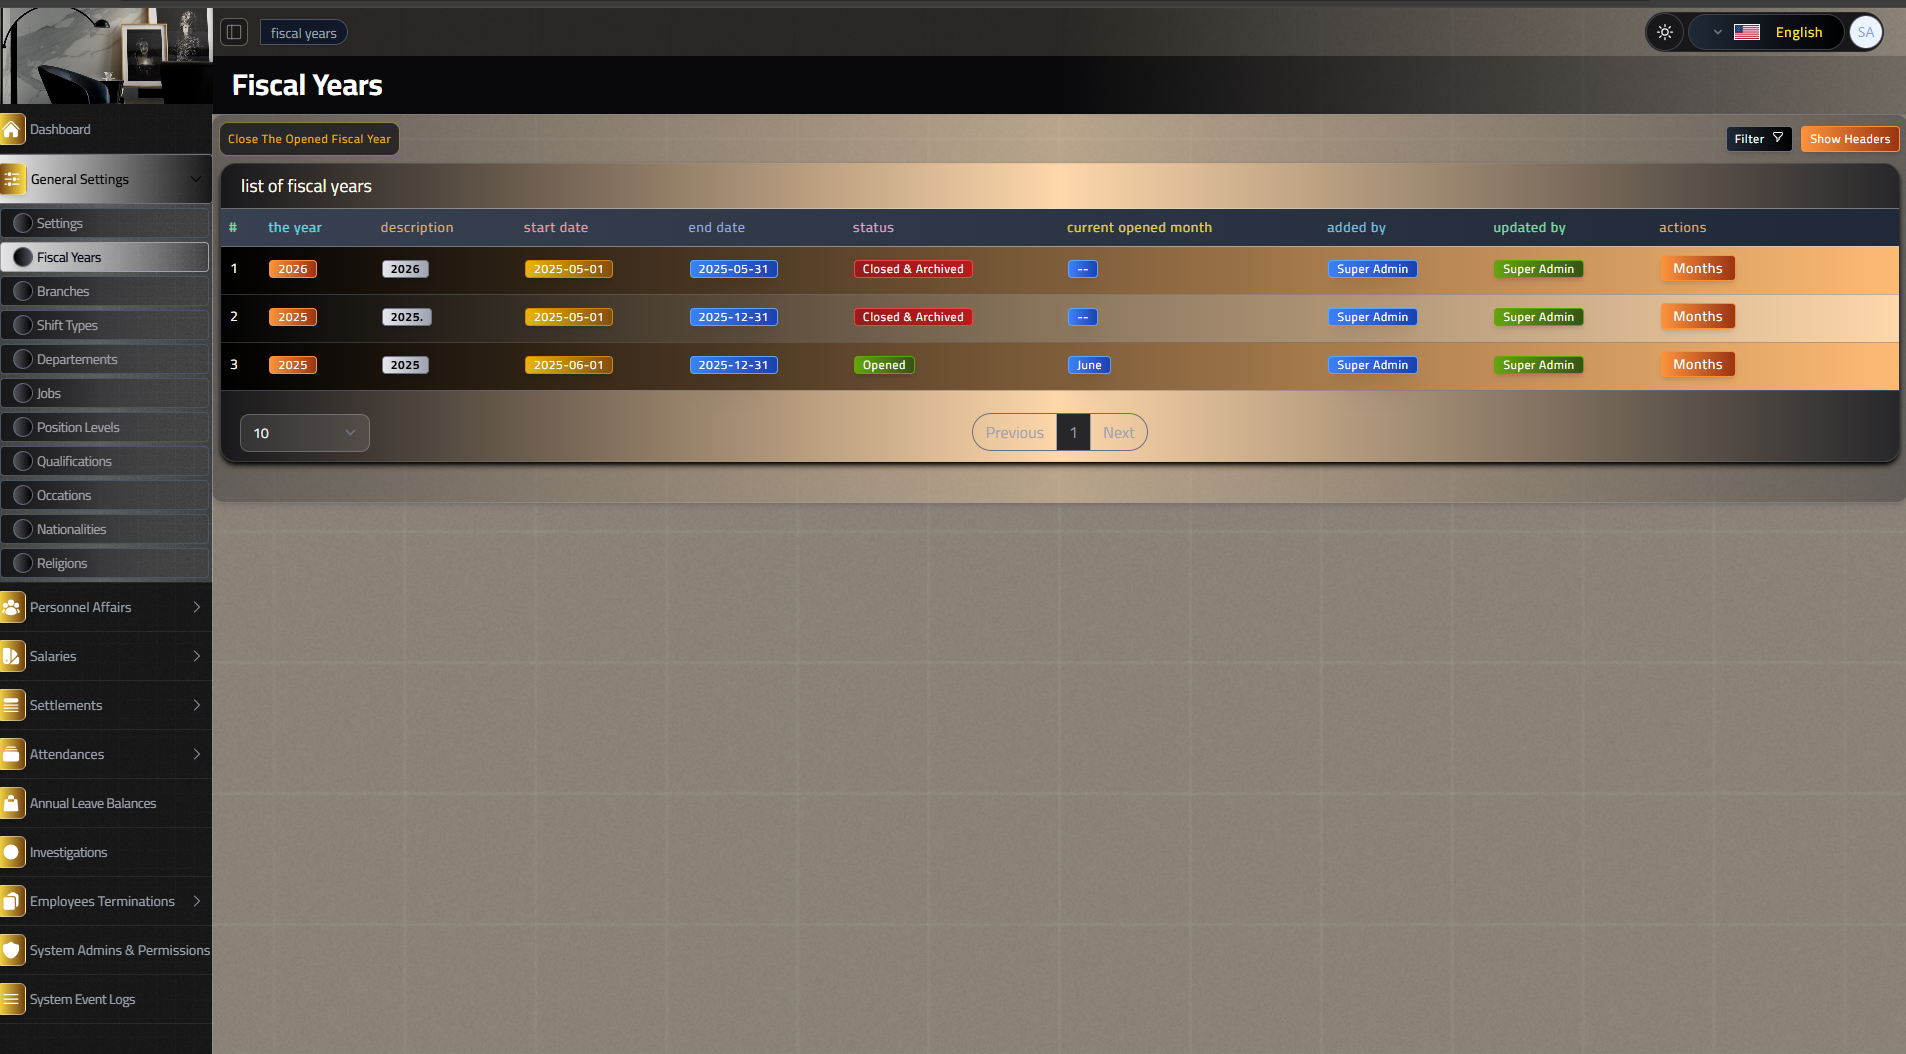 fiscal years
English
SA
Fiscal Years
Dashboard
General Settings
Settings
Fiscal Years
Branches
Shift Types
Departements
Jobs
Position Levels
Qualifications
Occations
Nationalities
Religions
Personnel Affairs
Salaries
Settlements
Attendances
Annual Leave Balances
Investigations
Employees Terminations
System Admins & Permissions
System Event Logs
Close The Opened Fiscal Year
Filter
Show Headers
list of fiscal years
# the year description start date end date status current opened month added by updated by actions
1 2026 2026 2025-05-01 2025-05-31 Closed & Archived -- Super Admin Super Admin Months
2 2025 2025. 2025-05-01 2025-12-31 Closed & Archived -- Super Admin Super Admin Months
3 2025 2025 2025-06-01 2025-12-31 Opened June Super Admin Super Admin Months
10
Previous 1 Next